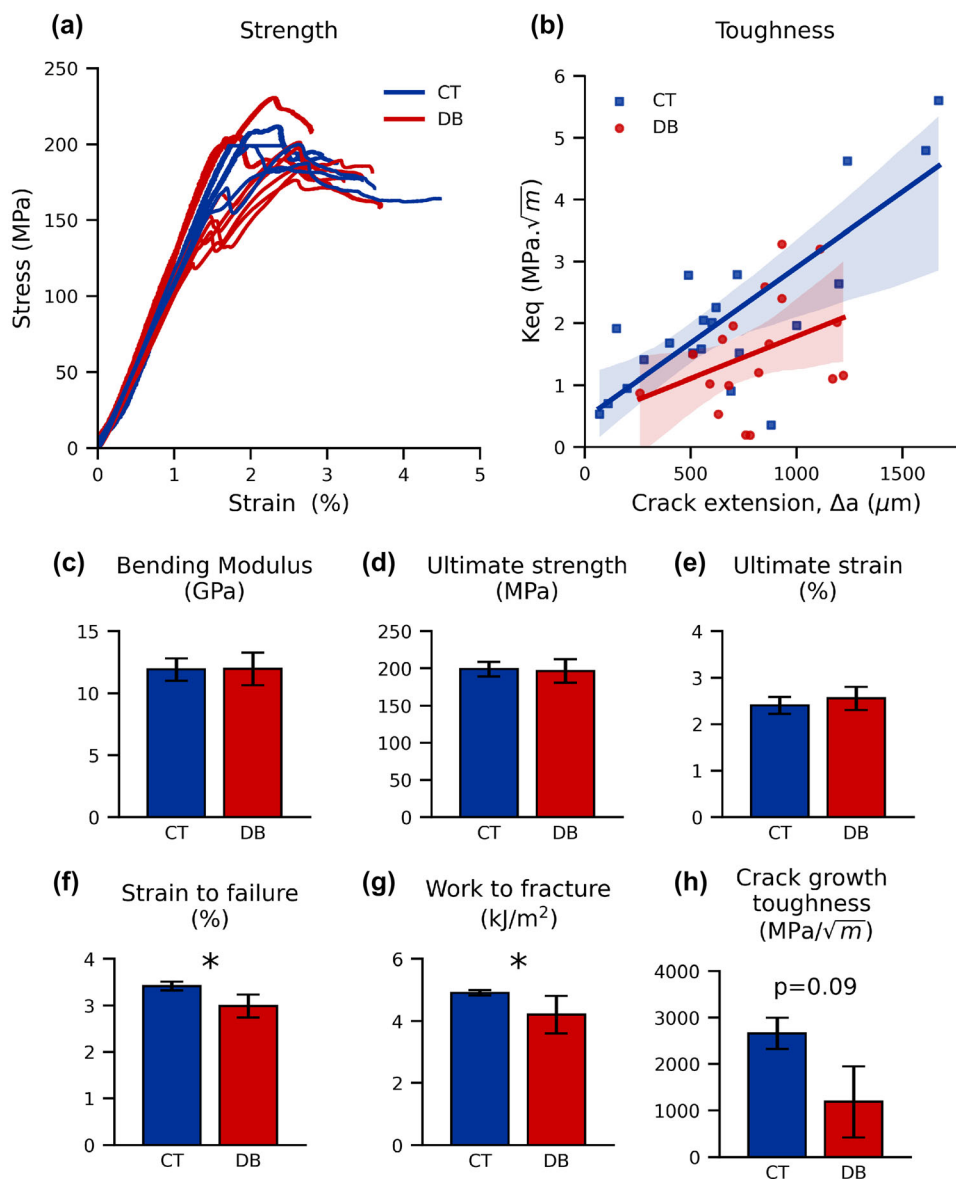 (a)
Strength
250
200
150
100
50
0
Stress (MPa)
CT
DB
0
1
2
3
4
5
Strain (%)
(b)
Toughness
6
5
4
3
2
1
0
Keq (MPa.√m)
CT
DB
0
500
1000
1500
Crack extension, Δa (μm)
(c)
Bending Modulus
(GPa)
15
10
5
0
CT
DB
(d)
Ultimate strength
(MPa)
250
200
150
100
50
0
CT
DB
(e)
Ultimate strain
(%)
4
3
2
1
0
CT
DB
(f)
Strain to failure
(%)
*
4
3
2
1
0
CT
DB
(g)
Work to fracture
(kJ/m²)
*
6
4
2
0
CT
DB
(h)
Crack growth
toughness
(MPa/√m)
p=0.09
4000
3000
2000
1000
0
CT
DB